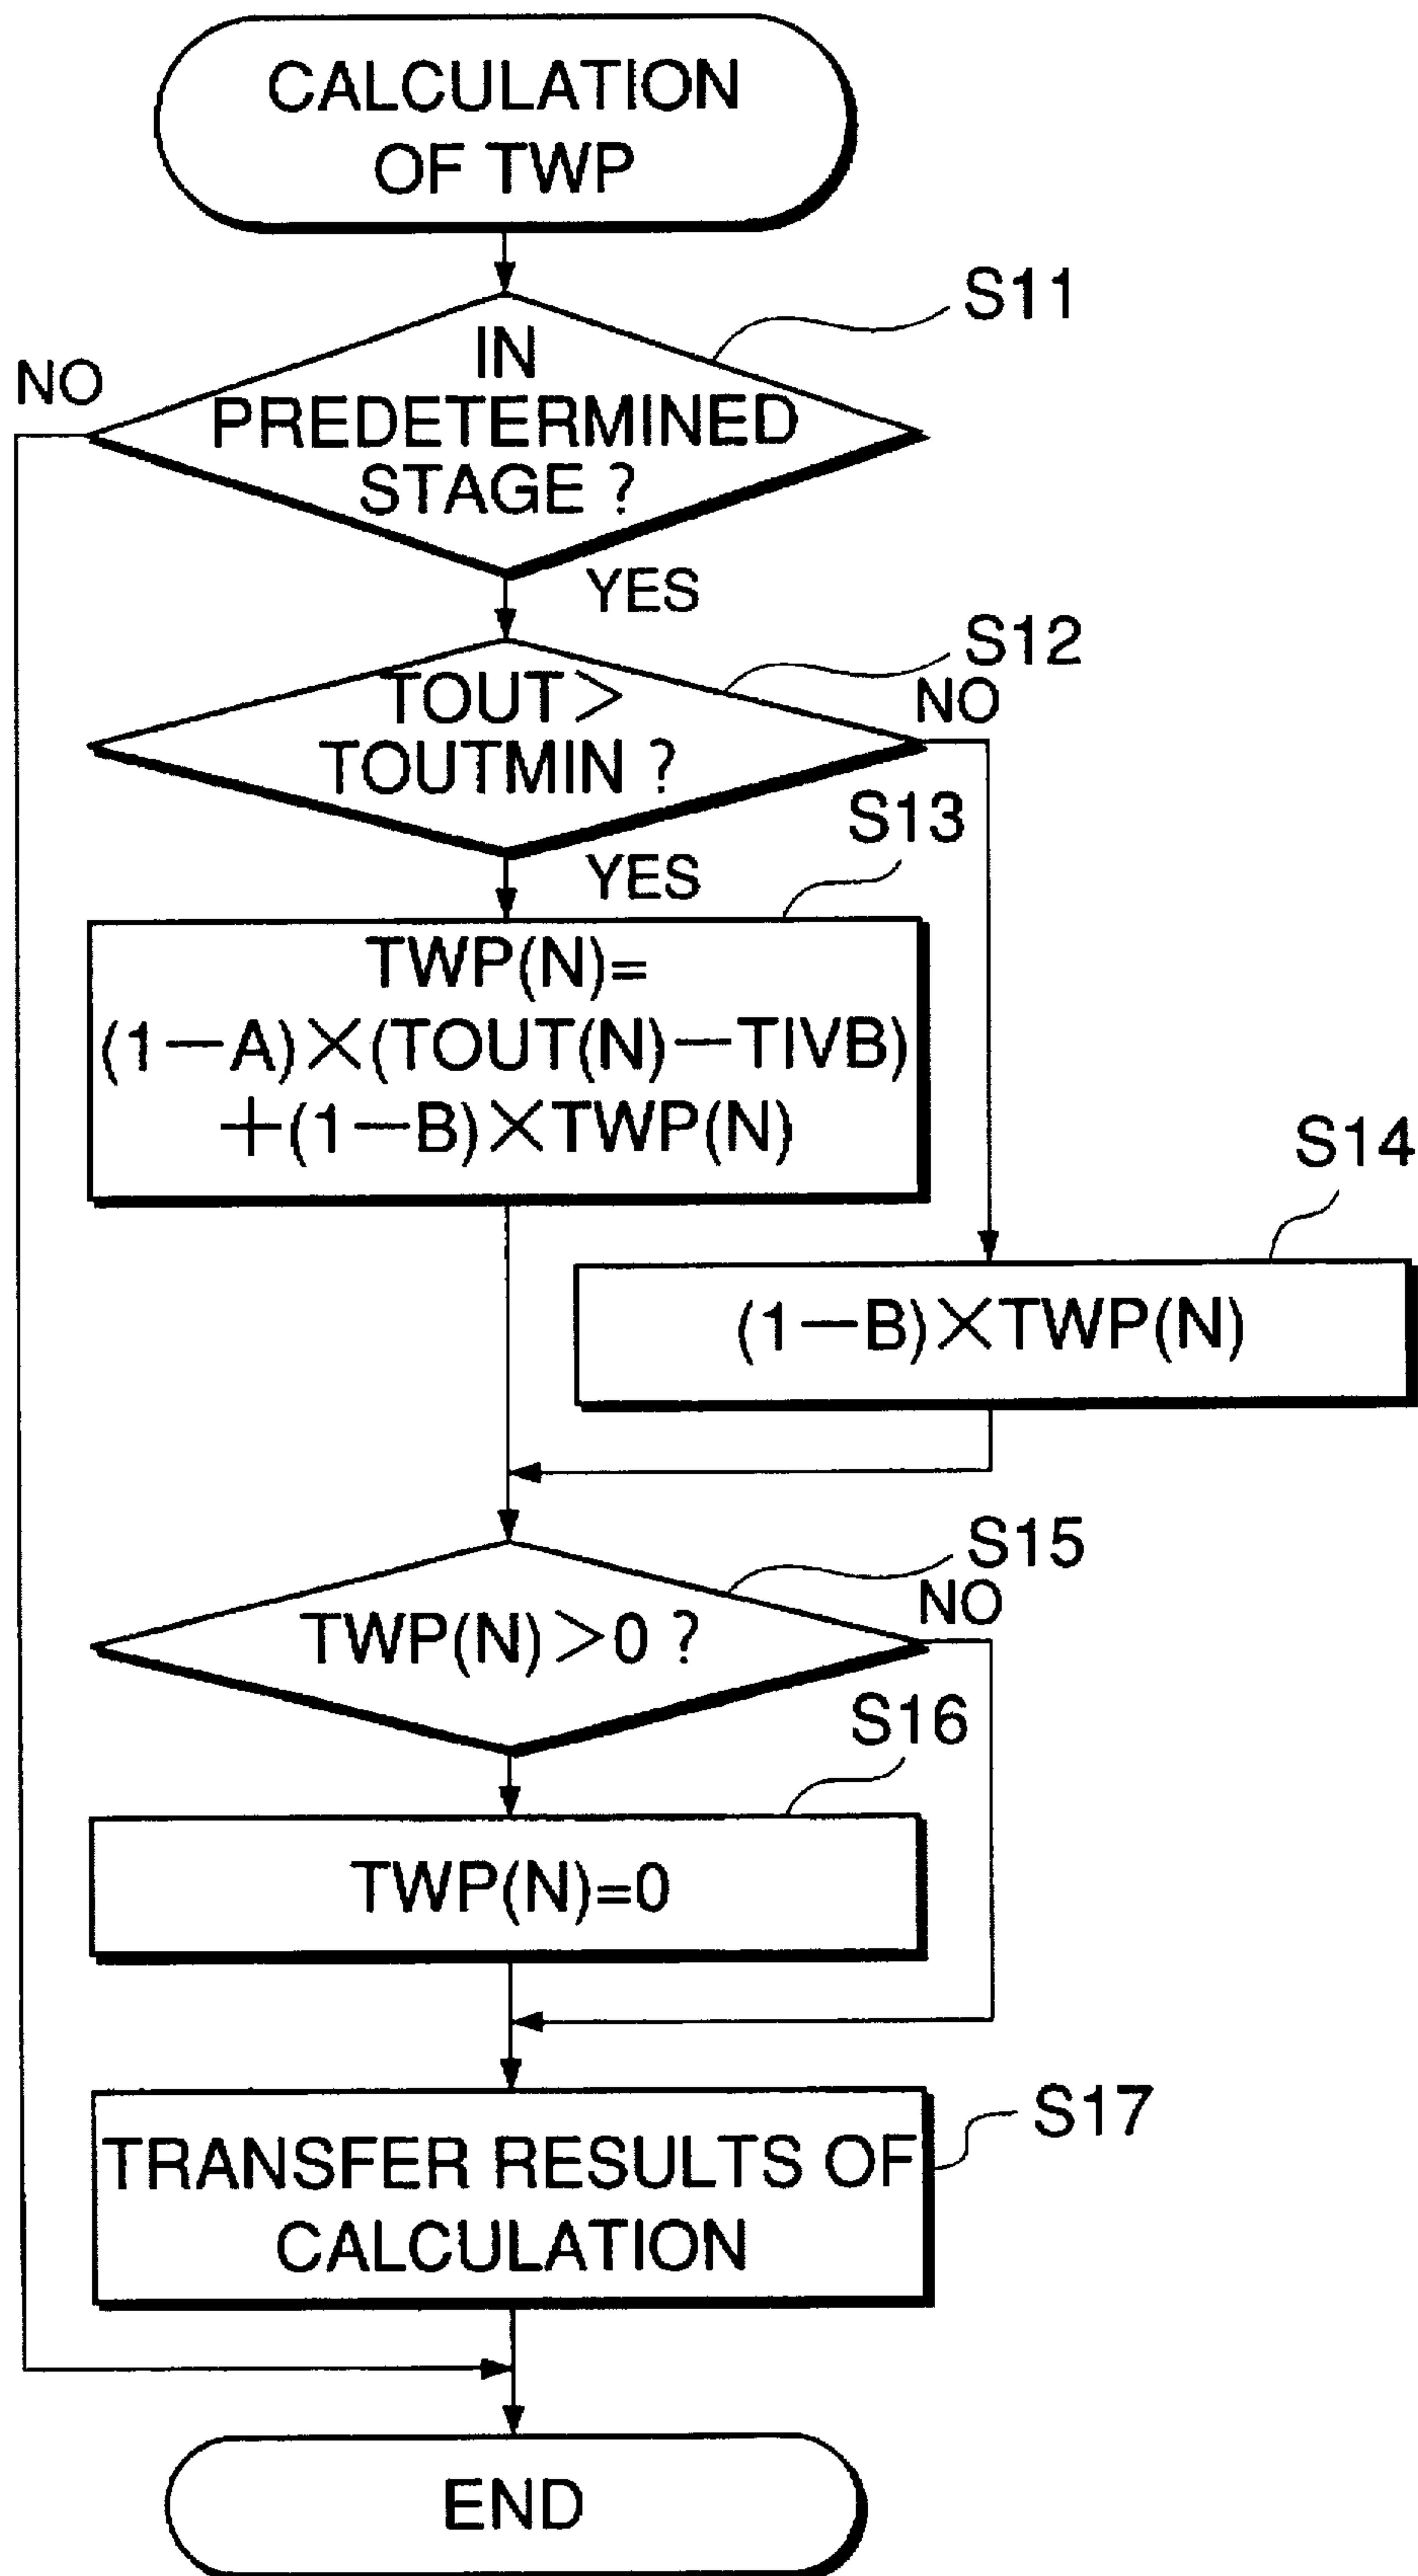 CALCULATION
OF TWP
S11
IN
PREDETERMINED
STAGE ?
NO
YES
S12
TOUT>
TOUTMIN ?
NO
YES
S13
TWP(N)=
(1−A)×(TOUT(N)−TIVB)
+(1−B)×TWP(N)
S14
(1−B)×TWP(N)
S15
TWP(N)>0 ?
NO
S16
TWP(N)=0
S17
TRANSFER RESULTS OF
CALCULATION
END